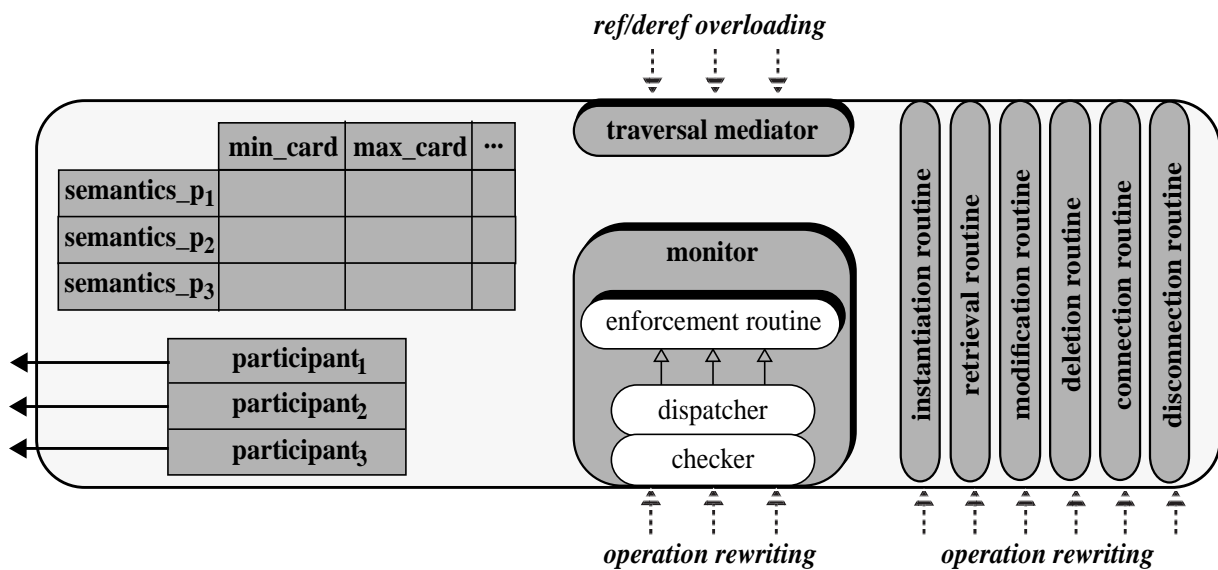 ref/deref overloading
min_card max_card ...
semantics_p1
semantics_p2
semantics_p3
participant1
participant2
participant3
traversal mediator
monitor
enforcement routine
dispatcher
checker
operation rewriting
instantiation routine
retrieval routine
modification routine
deletion routine
connection routine
disconnection routine
operation rewriting